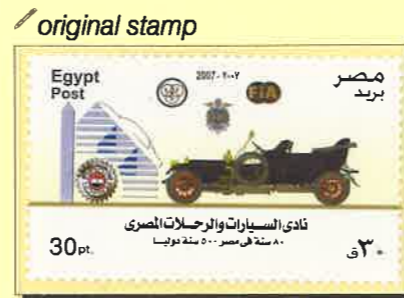 original stamp
Egypt
Post
2007 - ٢٠٠٧
FIA
مصر
بريد
نادى السيارات والرحلات المصرى
٨٠ سنة فى مصر ٥٠٠ سنة دوليا
30pt.
٣٠ق